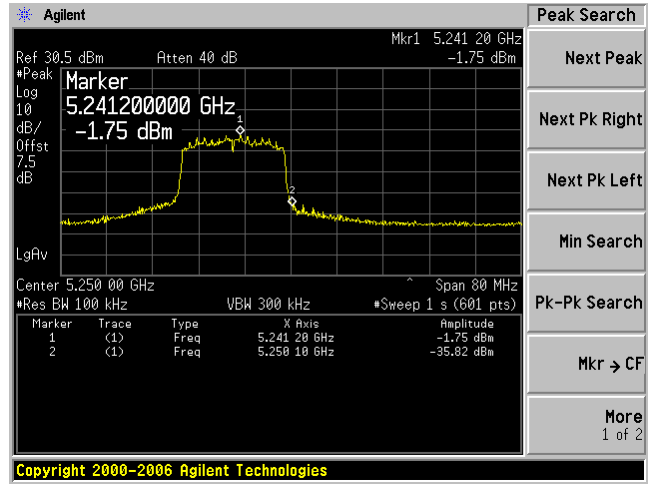 Agilent
Peak Search
Mkr1 5.241 20 GHz
Ref 30.5 dBm Atten 40 dB -1.75 dBm
#Peak
Log
10
dB/
Offst
7.5
dB
LgAv
Marker
5.241200000 GHz
-1.75 dBm
1
2
Center 5.250 00 GHz ^ Span 80 MHz
#Res BW 100 kHz VBW 300 kHz #Sweep 1 s (601 pts)
Marker Trace Type X Axis Amplitude
1 (1) Freq 5.241 20 GHz -1.75 dBm
2 (1) Freq 5.250 10 GHz -35.82 dBm
Next Peak
Next Pk Right
Next Pk Left
Min Search
Pk-Pk Search
Mkr → CF
More
1 of 2
Copyright 2000-2006 Agilent Technologies